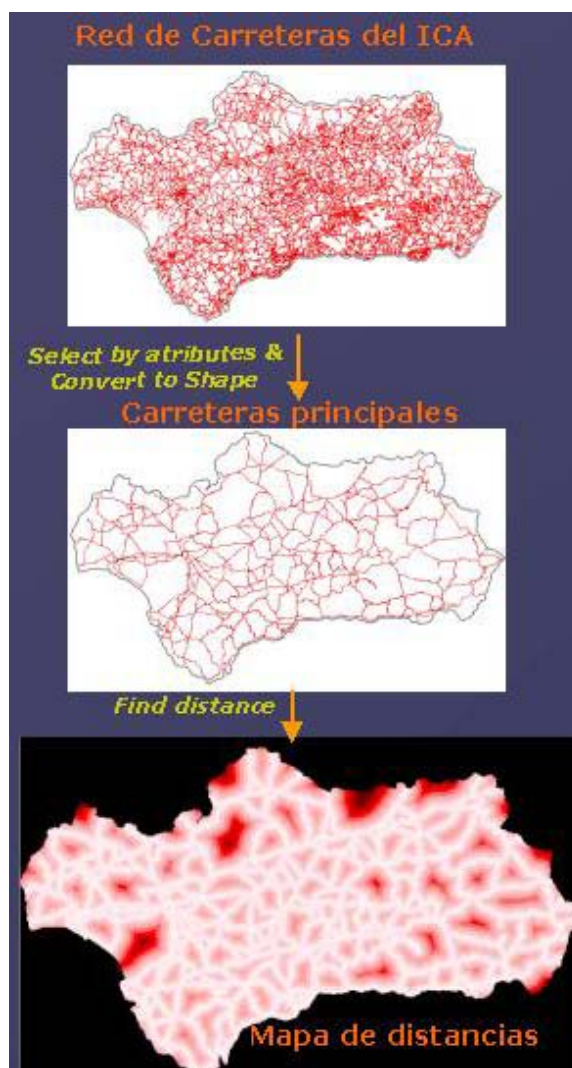 Red de Carreteras del ICA
Select by atributes &
Convert to Shape
Carreteras principales
Find distance
Mapa de distancias